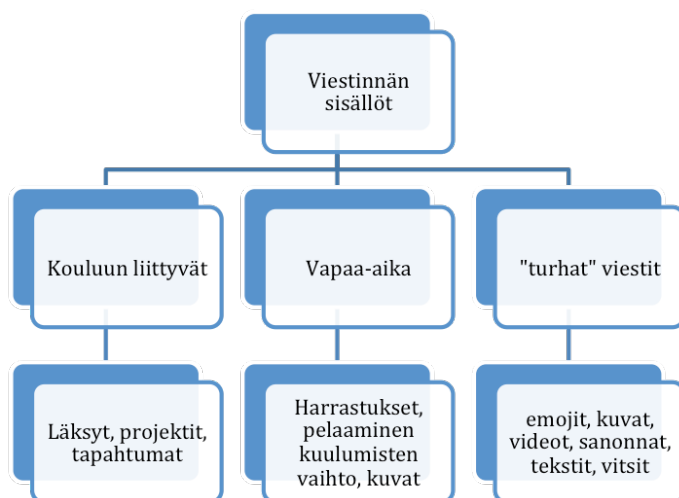 Viestinnän
sisällöt
Kouluun liittyvät
Vapaa-aika
"turhat" viestit
Läksyt, projektit,
tapahtumat
Harrastukset,
pelaaminen
kuulumisten
vaihto, kuvat
emojit, kuvat,
videot, sanonnat,
tekstit, vitsit